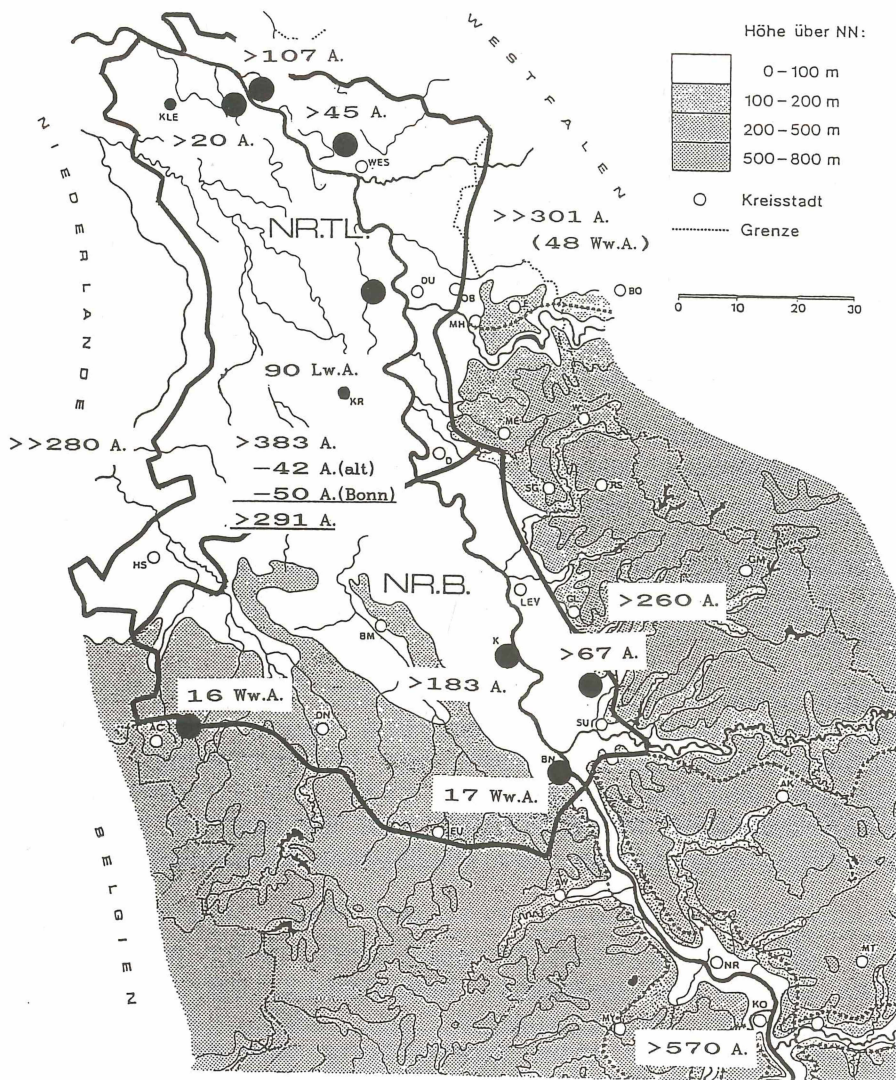 Höhe über NN:
0–100 m
100–200 m
200–500 m
500–800 m
Kreisstadt
Grenze
0 10 20 30
WESTFALEN
NIEDERLANDE
BELGIEN
>107 A.
KLE
>20 A.
>45 A.
WES
NR.TL.
>>301 A.
(48 Ww.A.)
DU
OB
E
BO
MH
90 Lw.A.
KR
ME
W
>>280 A.
>383 A.
–42 A.(alt)
–50 A.(Bonn)
>291 A.
D
SG
RS
HS
NR.B.
LEV
GL
GM
>260 A.
BM
K
>67 A.
>183 A.
16 Ww.A.
AC
DN
SU
BN
17 Ww.A.
AK
EU
AW
NR
MT
MY
KO
>570 A.